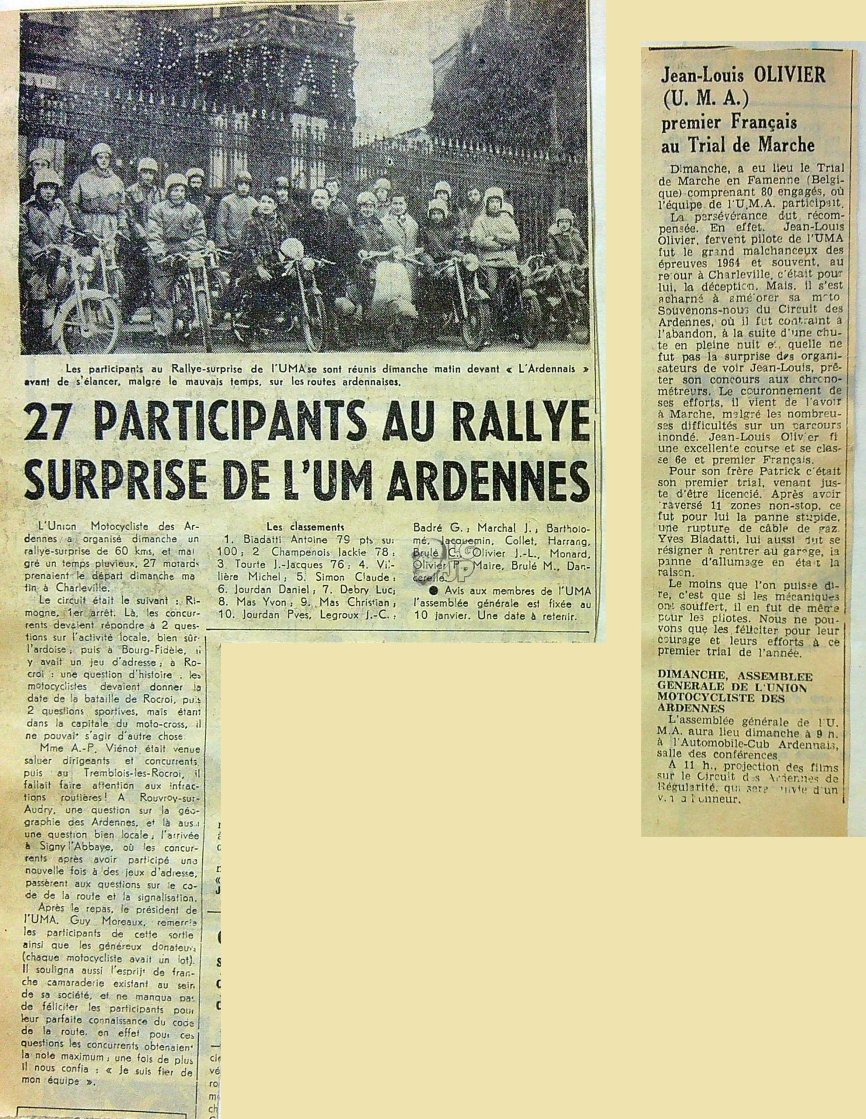 L'ARDENNAIS
Les participants au Rallye-surprise de l'UMA se sont réunis dimanche matin devant « L'Ardennais »
avant de s'élancer, malgre le mauvais temps, sur les routes ardennaises.
27 PARTICIPANTS AU RALLYE
SURPRISE DE L'UM ARDENNES
L'Union Motocycliste des Ar-
dennes a organisé dimanche un
rallye-surprise de 60 kms, et mal
gré un temps pluvieux, 27 motards
prenaient le départ dimanche ma
tin à Charleville.
Le circuit était le suivant : Ri-
mogne, 1er arrêt. Là, les concur-
rents devaient répondre à 2 ques-
tions sur l'activité locale, bien sûr
l'ardoise ; puis à Bourg-Fidèle, il
y avait un jeu d'adresse ; à Ro-
croi : une question d'histoire : les
motocyclistes devaient donner la
date de la bataille de Rocroi, puis
2 questions sportives, mais étant
dans la capitale du moto-cross, il
ne pouvait s'agir d'autre chose.
Mme A.-P. Viénot était venue
saluer dirigeants et concurrents
puis au Tremblois-les-Rocroi, il
fallait faire attention aux infrac-
tions routières ! A Rouvroy-sur-
Audry, une question sur la géo-
graphie des Ardennes, et là aussi
une question bien locale ; l'arrivée
à Signy l'Abbaye, où les concur-
rents après avoir participé une
nouvelle fois à des jeux d'adresse,
passèrent aux questions sur le co-
de de la route et la signalisation.
Après le repas, le président de
l'UMA, Guy Moreaux, remercia
les participants de cette sortie
ainsi que les généreux donateurs
(chaque motocycliste avait un lot).
Il souligna aussi l'esprit de fran-
che camaraderie existant au sein
de sa société, et ne manqua pas
de féliciter les participants pour
leur parfaite connaissance du code
de la route, en effet pour ces
questions les concurrents obtenaient
la note maximum ; une fois de plus
il nous confia : « Je suis fier de
mon équipe ».
Les classements
1. Biadatti Antoine 79 pts sur
100 ; 2 Champenois Jackie 78 ;
3 Tourte J.-Jacques 76 ; 4. Vil-
lière Michel ; 5. Simon Claude ;
6. Jourdan Daniel ; 7. Debry Luc ;
8. Mas Yvon ; 9. Mas Christian ;
10. Jourdan Yves, Legroux J.-C. ;
Badré G. ; Marchal J. ; Bartholo-
mé, Jacquemin, Collet, Harrang,
Brulé C., Olivier J.-L., Monard,
Olivier P., Maire, Brulé M., Dan-
● Avis aux membres de l'UMA
l'assemblée générale est fixée au
10 janvier. Une date à retenir.
Jean-Louis OLIVIER
(U. M. A.)
premier Français
au Trial de Marche
Dimanche, a eu lieu le Trial
de Marche en Famenne (Belgi-
que) comprenant 80 engagés, où
l'équipe de l'U.M.A. participait.
La persévérance dut récom-
pensée. En effet, Jean-Louis
Olivier, fervent pilote de l'UMA
fut le grand malchanceux des
épreuves 1964 et souvent, au
retour à Charleville, c'était pour
lui, la déception. Mais, il s'est
acharné à améliorer sa moto
Souvenons-nous du Circuit des
Ardennes, où il fut contraint à
l'abandon, à la suite d'une chu-
te en pleine nuit et, quelle ne
fut pas la surprise des organi-
sateurs de voir Jean-Louis, prê-
ter son concours aux chrono-
métreurs. Le couronnement de
ses efforts, il vient de l'avoir
à Marche, malgré les nombreu-
ses difficultés sur un parcours
inondé. Jean-Louis Olivier fi
une excellente course et se clas-
se 6e et premier Français.
Pour son frère Patrick c'était
son premier trial, venant jus-
te d'être licencié. Après avoir
traversé 11 zones non-stop, ce
fut pour lui la panne stupide,
une rupture de câble de gaz.
Yves Biadatti, lui aussi dut se
résigner à rentrer au garage, la
panne d'allumage en était la
raison.
Le moins que l'on puisse di-
re, c'est que si les mécaniques
ont souffert, il en fut de même
pour les pilotes. Nous ne pou-
vons que les féliciter pour leur
courage et leurs efforts à ce
premier trial de l'année.
DIMANCHE, ASSEMBLEE
GENERALE DE L'UNION
MOTOCYCLISTE DES
ARDENNES
L'assemblée générale de l'U.
M.A. aura lieu dimanche à 9 h.
à l'Automobile-Cub Ardennais,
salle des conférences.
A 11 h., projection des films
sur le Circuit des Ardennes de
Régularité, qui sera suivie d'un
vin d'honneur.